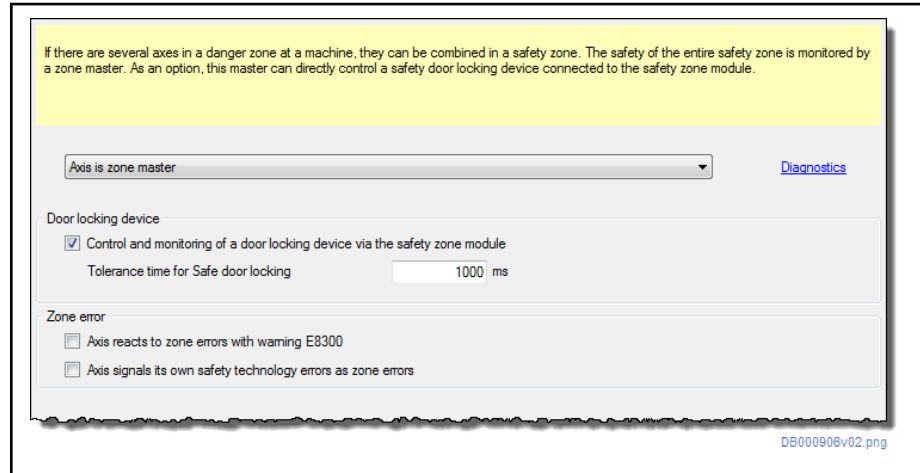 If there are several axes in a danger zone at a machine, they can be combined in a safety zone. The safety of the entire safety zone is monitored by
a zone master. As an option, this master can directly control a safety door locking device connected to the safety zone module.
Axis is zone master
Diagnostics
Door locking device
Control and monitoring of a door locking device via the safety zone module
Tolerance time for Safe door locking 1000 ms
Zone error
Axis reacts to zone errors with warning E8300
Axis signals its own safety technology errors as zone errors
DB000906v02.png